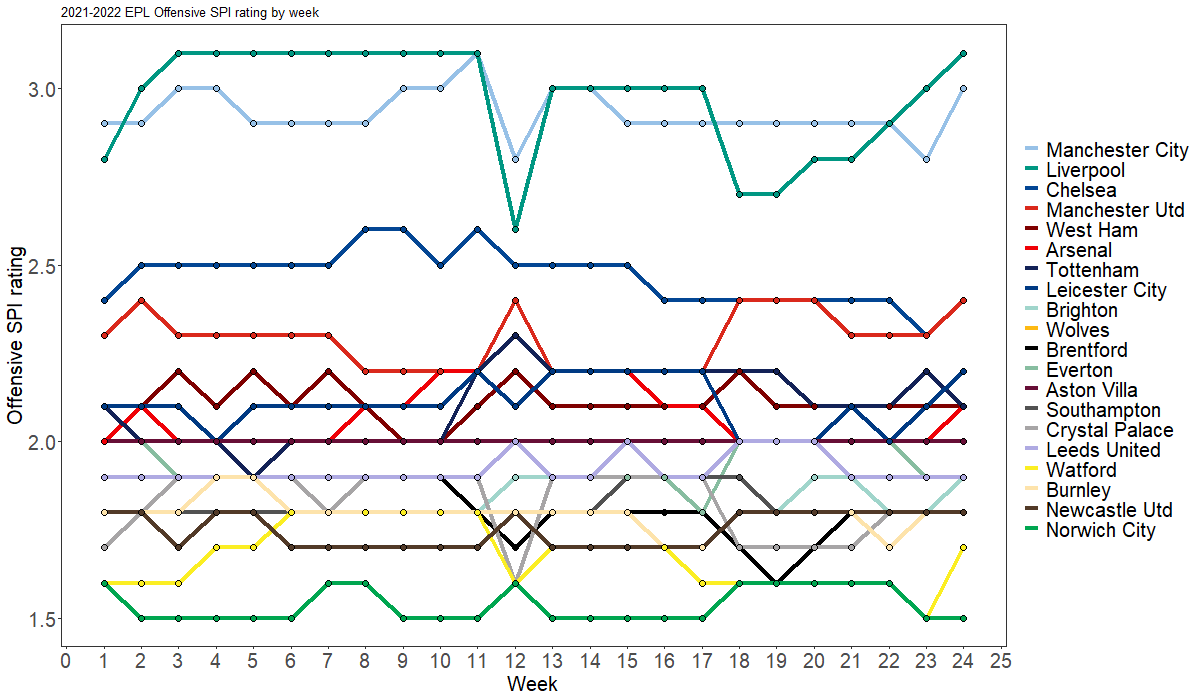 2021-2022 EPL Offensive SPI rating by week
3.0
2.5
2.0
1.5
Offensive SPI rating
0 1 2 3 4 5 6 7 8 9 10 11 12 13 14 15 16 17 18 19 20 21 22 23 24 25
Week
Manchester City
Liverpool
Chelsea
Manchester Utd
West Ham
Arsenal
Tottenham
Leicester City
Brighton
Wolves
Brentford
Everton
Aston Villa
Southampton
Crystal Palace
Leeds United
Watford
Burnley
Newcastle Utd
Norwich City